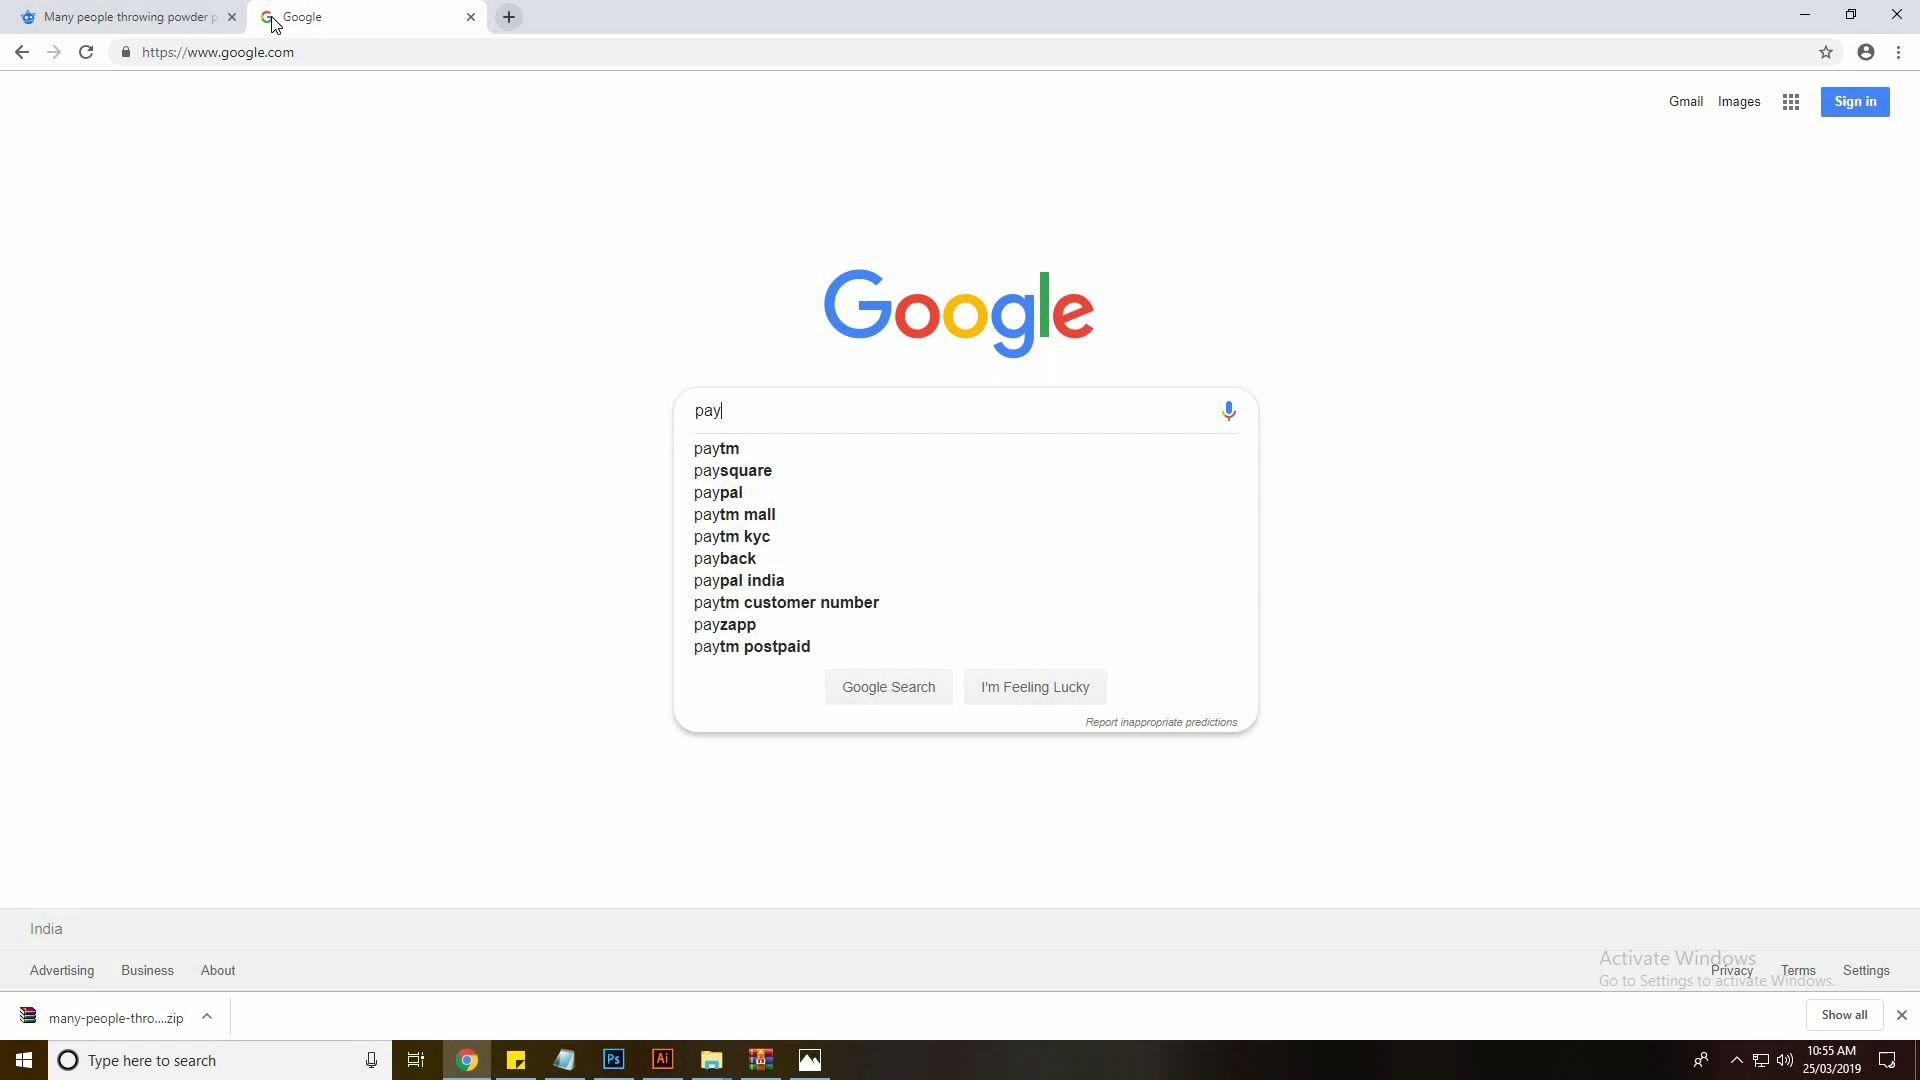 Many people throwing powder p
Google
https://www.google.com
Gmail Images Sign in
Google
pay
paytm
paysquare
paypal
paytm mall
paytm kyc
payback
paypal india
paytm customer number
payzapp
paytm postpaid
Google Search I'm Feeling Lucky
Report inappropriate predictions
India
Activate Windows
Advertising Business About Privacy Terms Settings
Go to Settings to activate Windows.
many-people-thro....zip Show all
Type here to search
Ps
Ai
10:55 AM
25/03/2019